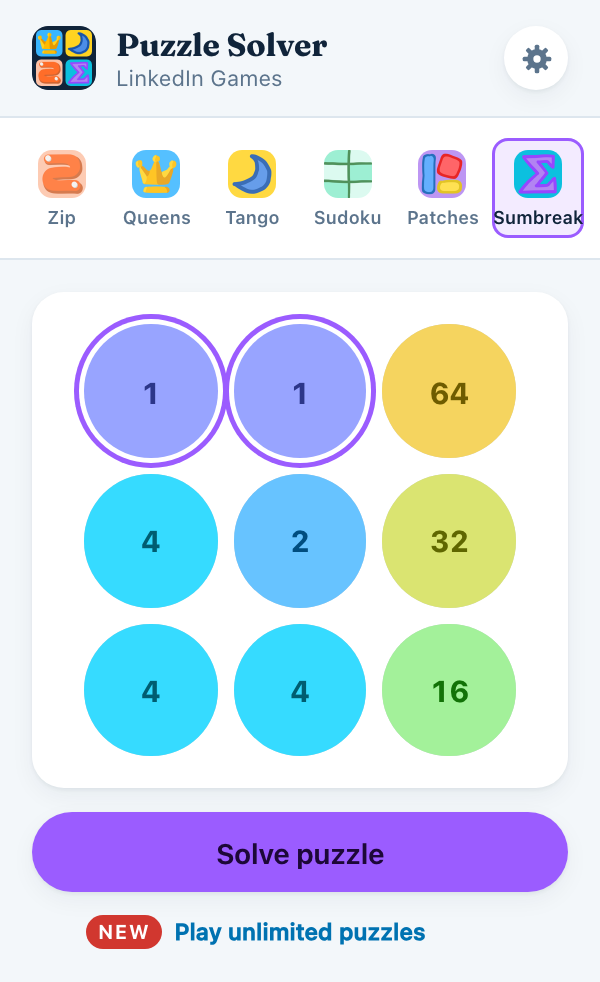 Puzzle Solver
LinkedIn Games
Zip Queens Tango Sudoku Patches Sumbreak
1 1 64
4 2 32
4 4 16
Solve puzzle
NEW Play unlimited puzzles